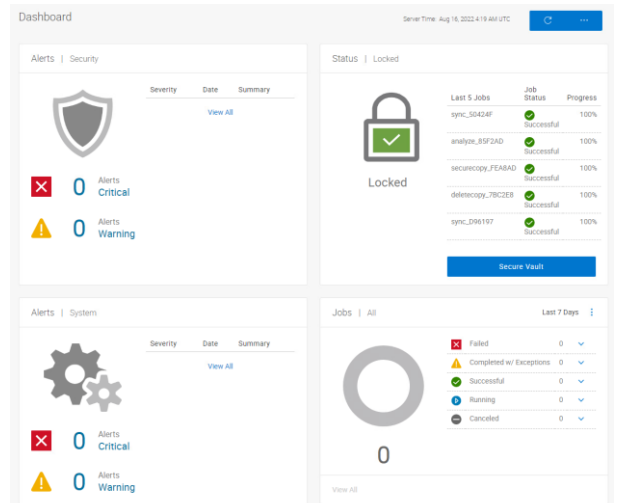 Dashboard
Server Time: Aug 16, 2022 4:19 AM UTC
Alerts | Security
Severity Date Summary
View All
0 Alerts Critical
0 Alerts Warning
Status | Locked
Locked
Last 5 Jobs Job Status Progress
sync_50424F Successful 100%
analyze_85F2AD Successful 100%
securecopy_FEA8AD Successful 100%
deletecopy_7BC2E8 Successful 100%
sync_D96197 Successful 100%
Secure Vault
Alerts | System
Severity Date Summary
View All
0 Alerts Critical
0 Alerts Warning
Jobs | All
Last 7 Days
0
Failed 0
Completed w/ Exceptions 0
Successful 0
Running 0
Canceled 0
View All